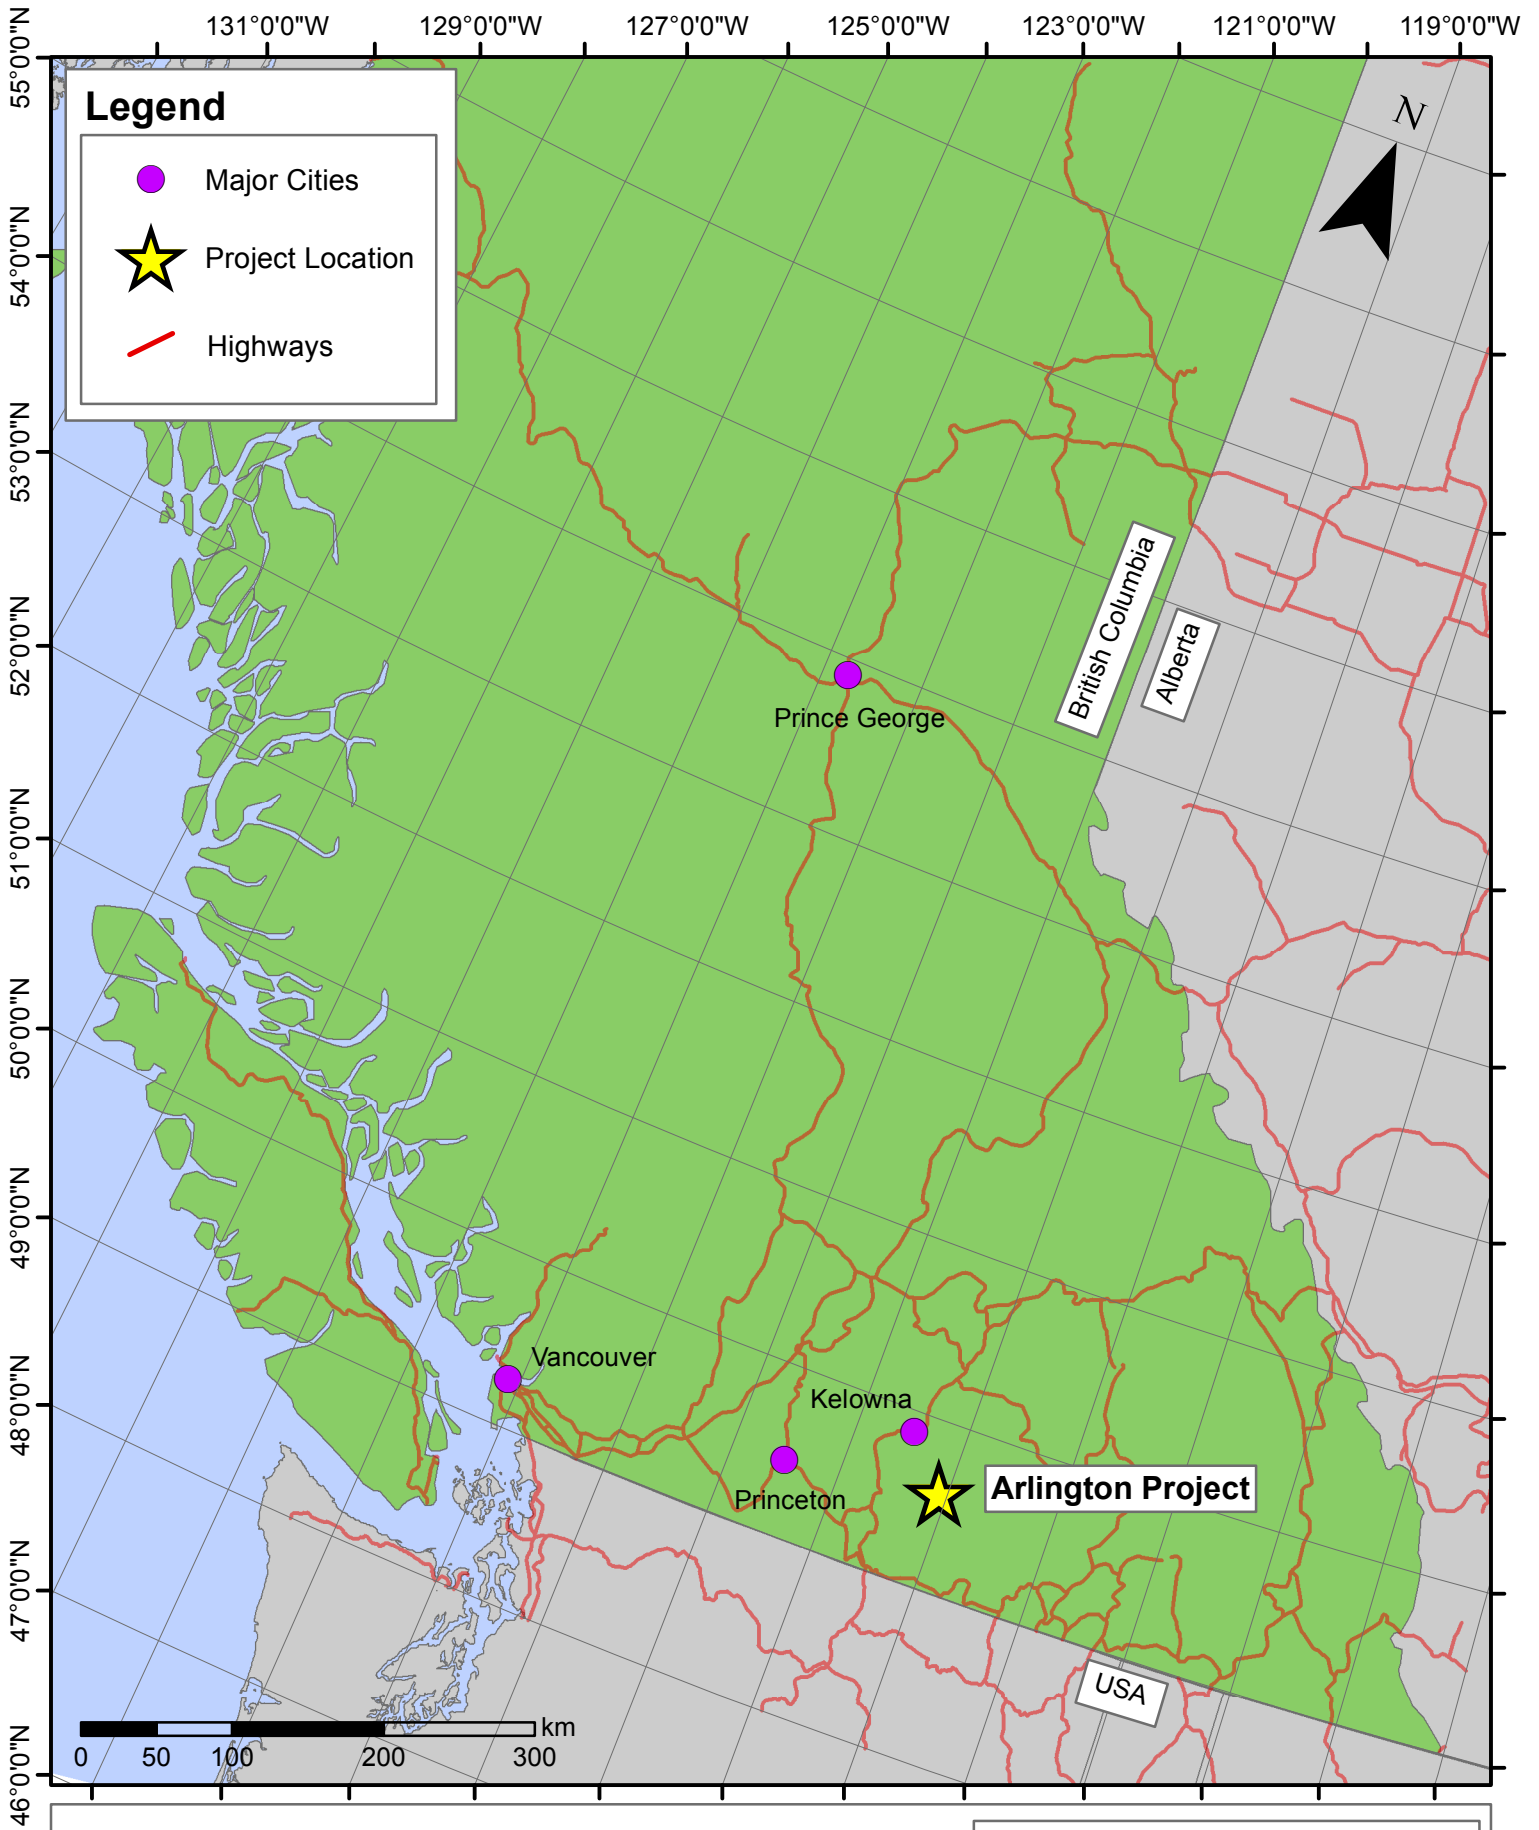 131°0'0"W 129°0'0"W 127°0'0"W 125°0'0"W 123°0'0"W 121°0'0"W 119°0'0"W
55°0'0"N
54°0'0"N
53°0'0"N
52°0'0"N
51°0'0"N
50°0'0"N
49°0'0"N
48°0'0"N
47°0'0"N
46°0'0"N
Legend
Major Cities
Project Location
Highways
N
British Columbia
Alberta
Prince George
Vancouver
Kelowna
Princeton
Arlington Project
USA
km
0 50 100 200 300